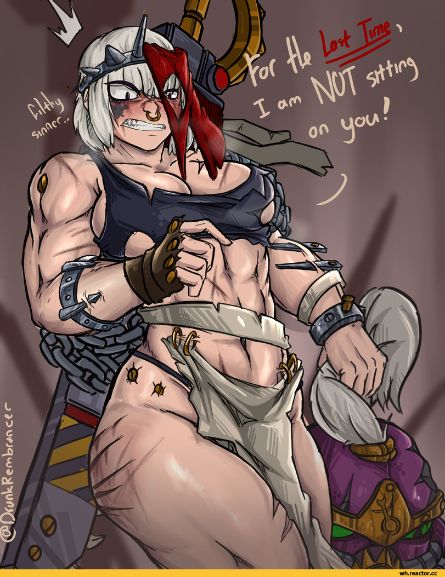 For the Last Time,
I am NOT sitting
on you!
filthy
sinner...
@DrunkRembrancer
wh.reactor.cc